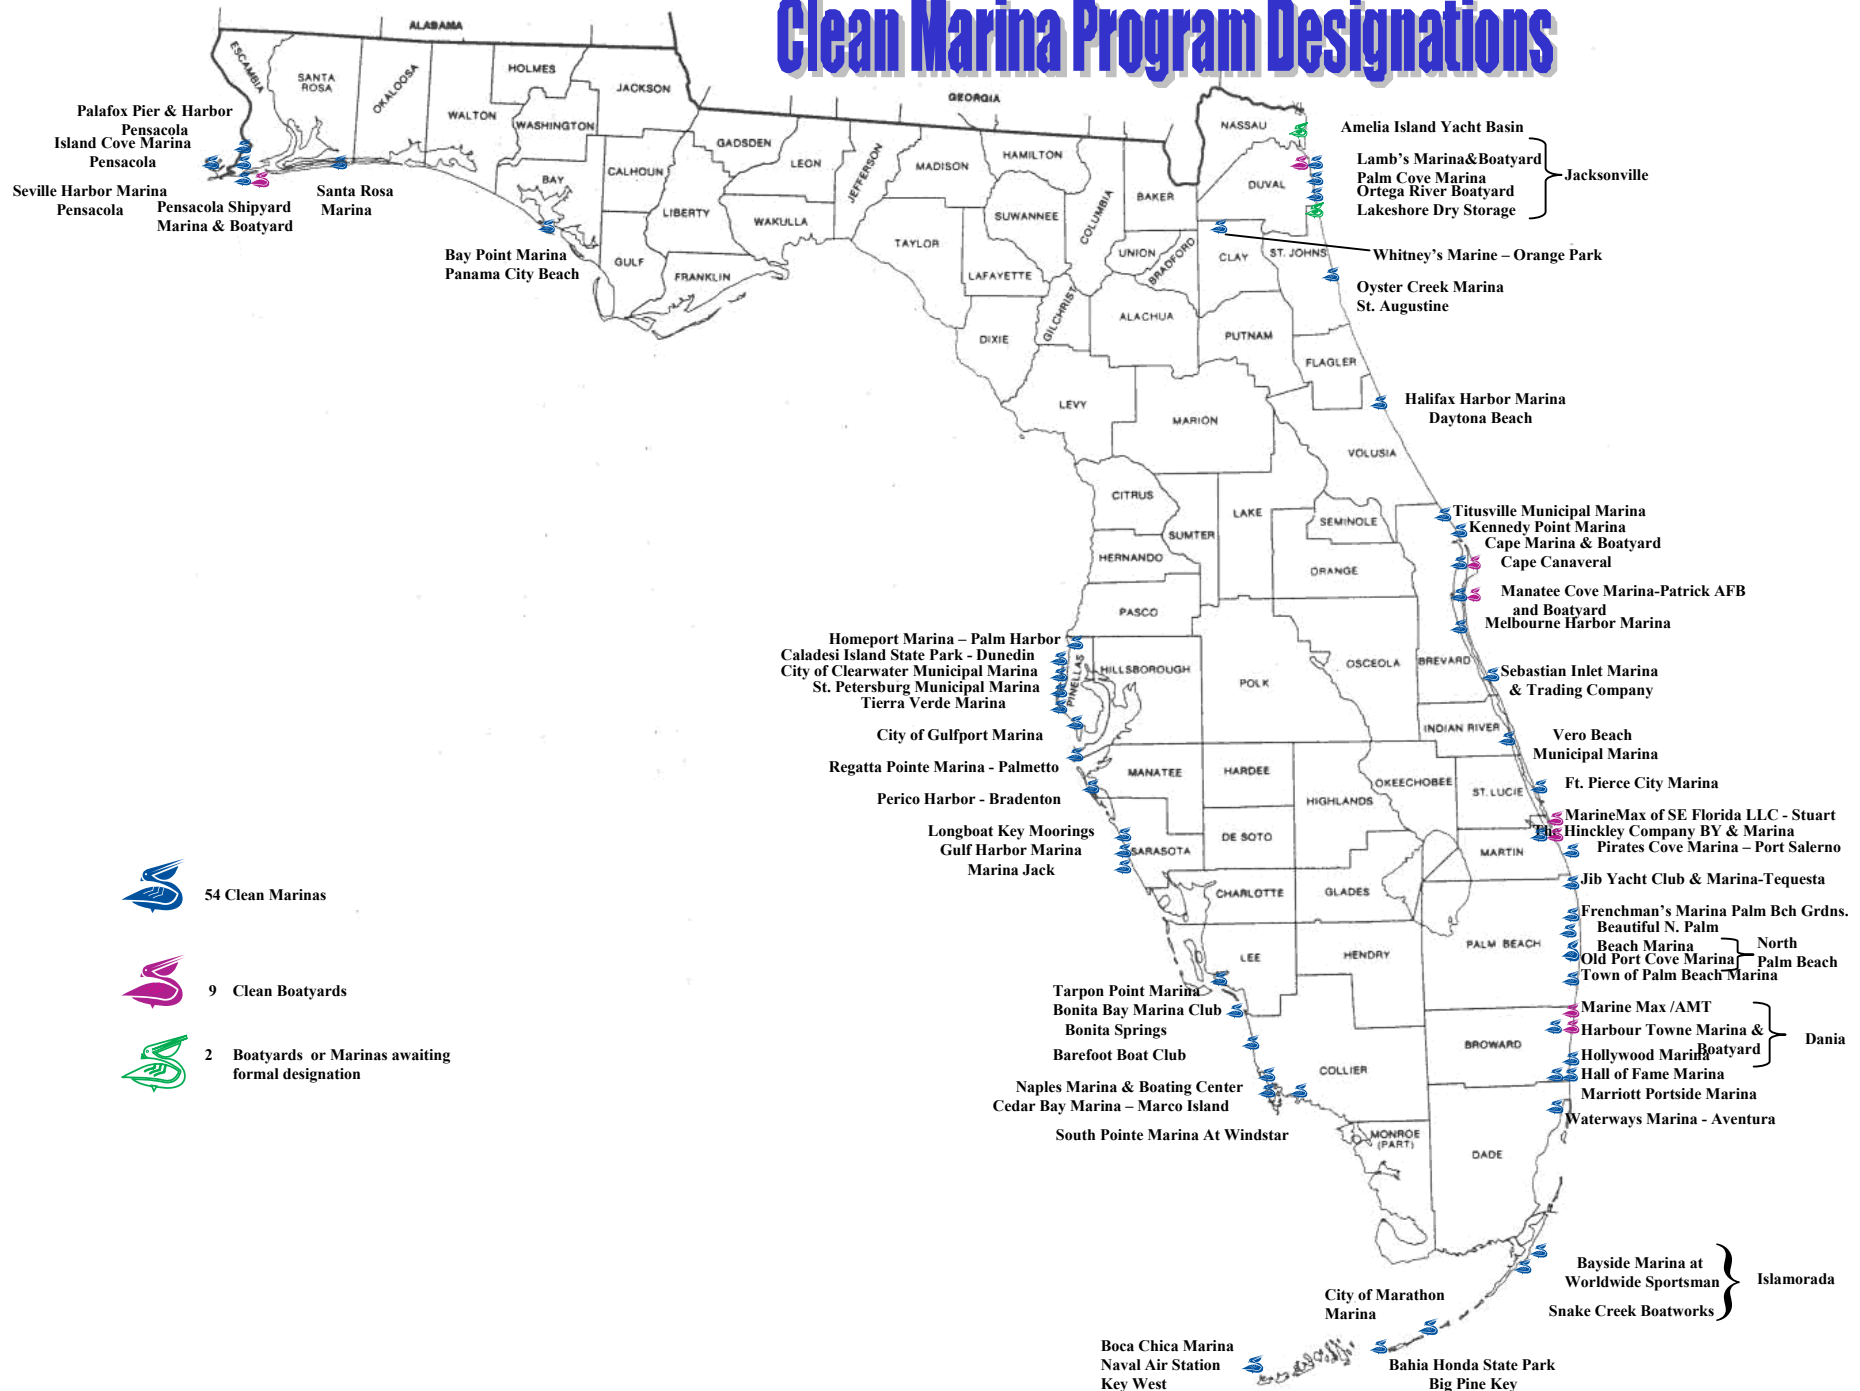 Clean Marina Program Designations
ALABAMA
GEORGIA
ESCAMBIA
SANTA
ROSA
OKALOOSA
WALTON
HOLMES
WASHINGTON
JACKSON
BAY
CALHOUN
GULF
LIBERTY
GADSDEN
FRANKLIN
LEON
WAKULLA
JEFFERSON
MADISON
TAYLOR
HAMILTON
SUWANNEE
LAFAYETTE
DIXIE
COLUMBIA
GILCHRIST
BAKER
UNION
BRADFORD
ALACHUA
NASSAU
DUVAL
CLAY
ST. JOHNS
PUTNAM
FLAGLER
LEVY
MARION
VOLUSIA
CITRUS
SUMTER
LAKE
SEMINOLE
HERNANDO
ORANGE
PASCO
PINELLAS
HILLSBOROUGH
POLK
OSCEOLA
BREVARD
INDIAN RIVER
MANATEE
HARDEE
HIGHLANDS
OKEECHOBEE
ST. LUCIE
SARASOTA
DE SOTO
MARTIN
CHARLOTTE
GLADES
PALM BEACH
LEE
HENDRY
BROWARD
COLLIER
MONROE
(PART)
DADE
Palafox Pier & Harbor
Pensacola
Island Cove Marina
Pensacola
Seville Harbor Marina
Pensacola
Pensacola Shipyard
Marina & Boatyard
Santa Rosa
Marina
Bay Point Marina
Panama City Beach
Amelia Island Yacht Basin
Lamb’s Marina&Boatyard
Palm Cove Marina
Ortega River Boatyard
Lakeshore Dry Storage
Jacksonville
Whitney’s Marine – Orange Park
Oyster Creek Marina
St. Augustine
Halifax Harbor Marina
Daytona Beach
Titusville Municipal Marina
Kennedy Point Marina
Cape Marina & Boatyard
Cape Canaveral
Manatee Cove Marina-Patrick AFB
and Boatyard
Melbourne Harbor Marina
Sebastian Inlet Marina
& Trading Company
Vero Beach
Municipal Marina
Ft. Pierce City Marina
MarineMax of SE Florida LLC - Stuart
The Hinckley Company BY & Marina
Pirates Cove Marina – Port Salerno
Jib Yacht Club & Marina-Tequesta
Frenchman’s Marina Palm Bch Grdns.
Beautiful N. Palm
Beach Marina
Old Port Cove Marina
North
Palm Beach
Town of Palm Beach Marina
Marine Max /AMT
Harbour Towne Marina &
Boatyard
Dania
Hollywood Marina
Hall of Fame Marina
Marriott Portside Marina
Waterways Marina - Aventura
Bayside Marina at
Worldwide Sportsman
Snake Creek Boatworks
Islamorada
City of Marathon
Marina
Bahia Honda State Park
Big Pine Key
Boca Chica Marina
Naval Air Station
Key West
Homeport Marina – Palm Harbor
Caladesi Island State Park - Dunedin
City of Clearwater Municipal Marina
St. Petersburg Municipal Marina
Tierra Verde Marina
City of Gulfport Marina
Regatta Pointe Marina - Palmetto
Perico Harbor - Bradenton
Longboat Key Moorings
Gulf Harbor Marina
Marina Jack
Tarpon Point Marina
Bonita Bay Marina Club
Bonita Springs
Barefoot Boat Club
Naples Marina & Boating Center
Cedar Bay Marina – Marco Island
South Pointe Marina At Windstar
54 Clean Marinas
9 Clean Boatyards
2 Boatyards or Marinas awaiting
formal designation